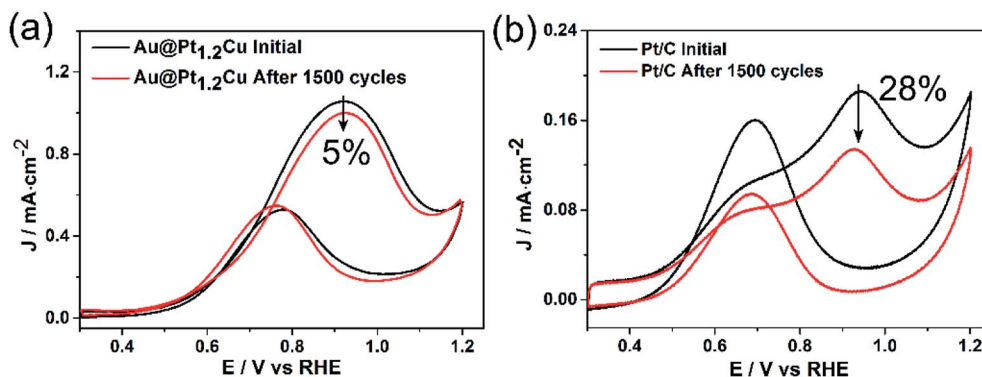 (a)
Au@Pt1.2Cu Initial
Au@Pt1.2Cu After 1500 cycles
5%
J / mA·cm-2
1.2
0.8
0.4
0.0
0.4 0.6 0.8 1.0 1.2
E / V vs RHE
(b)
Pt/C Initial
Pt/C After 1500 cycles
28%
J / mA·cm-2
0.24
0.16
0.08
0.00
0.4 0.6 0.8 1.0 1.2
E / V vs RHE